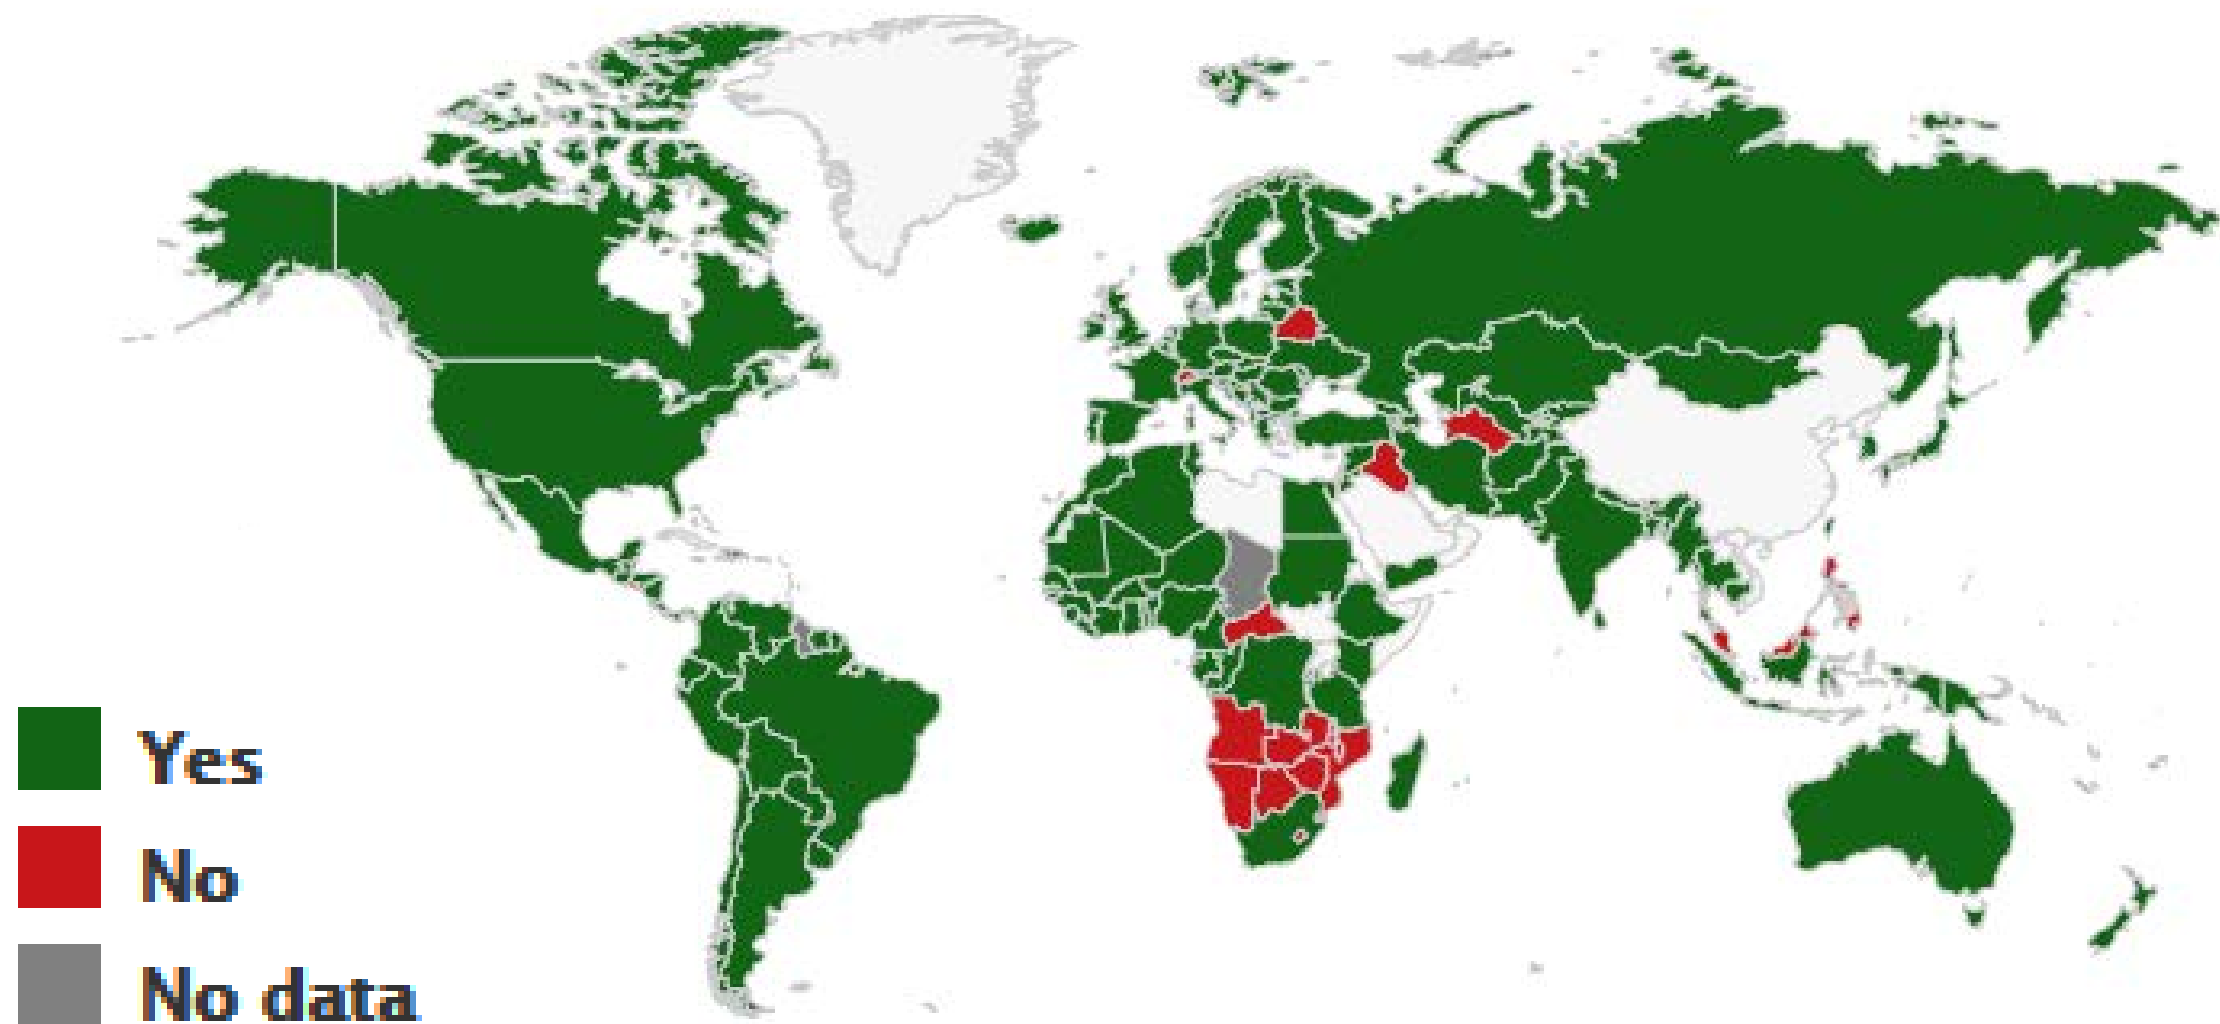 Yes
No
No data